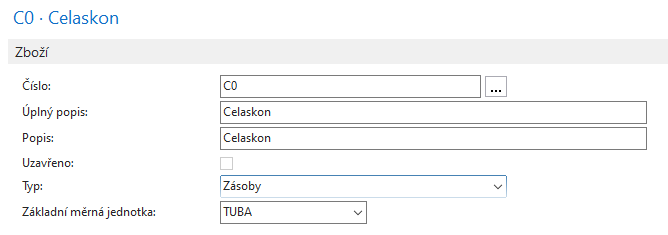 C0 · Celaskon
Zboží
Číslo: C0 ...
Úplný popis: Celaskon
Popis: Celaskon
Uzavřeno:
Typ: Zásoby
Základní měrná jednotka: TUBA